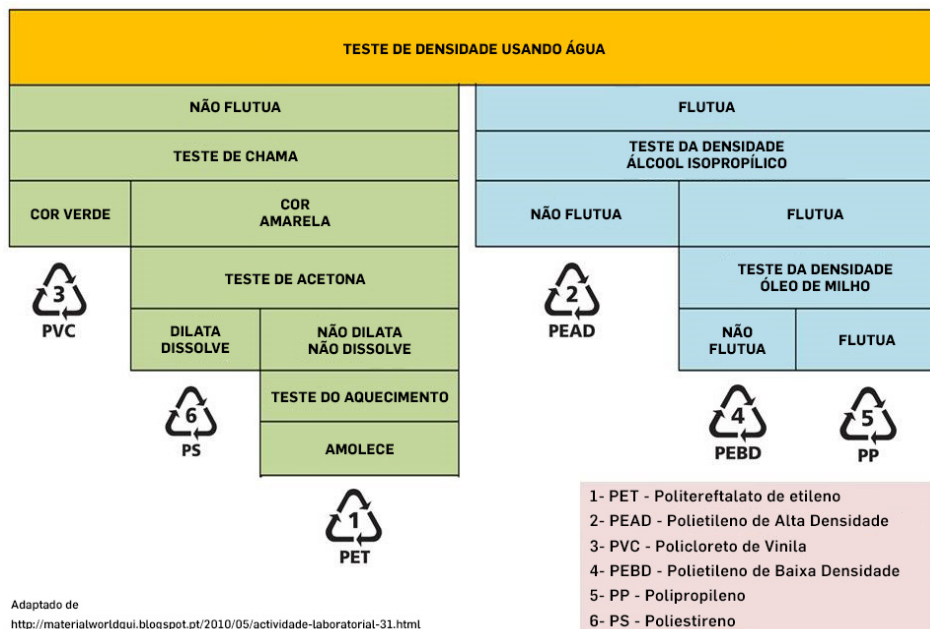 TESTE DE DENSIDADE USANDO ÁGUA
NÃO FLUTUA
FLUTUA
TESTE DE CHAMA
TESTE DA DENSIDADE
ÁLCOOL ISOPROPÍLICO
COR VERDE
COR
AMARELA
NÃO FLUTUA
FLUTUA
3
PVC
TESTE DE ACETONA
2
PEAD
TESTE DA DENSIDADE
ÓLEO DE MILHO
DILATA
DISSOLVE
NÃO DILATA
NÃO DISSOLVE
NÃO
FLUTUA
FLUTUA
6
PS
TESTE DO AQUECIMENTO
AMOLECE
4
PEBD
5
PP
1
PET
1- PET - Politereftalato de etileno
2- PEAD - Polietileno de Alta Densidade
3- PVC - Policloreto de Vinila
4- PEBD - Polietileno de Baixa Densidade
5- PP - Polipropileno
6- PS - Poliestireno
Adaptado de
http://materialworldqui.blogspot.pt/2010/05/actividade-laboratorial-31.html